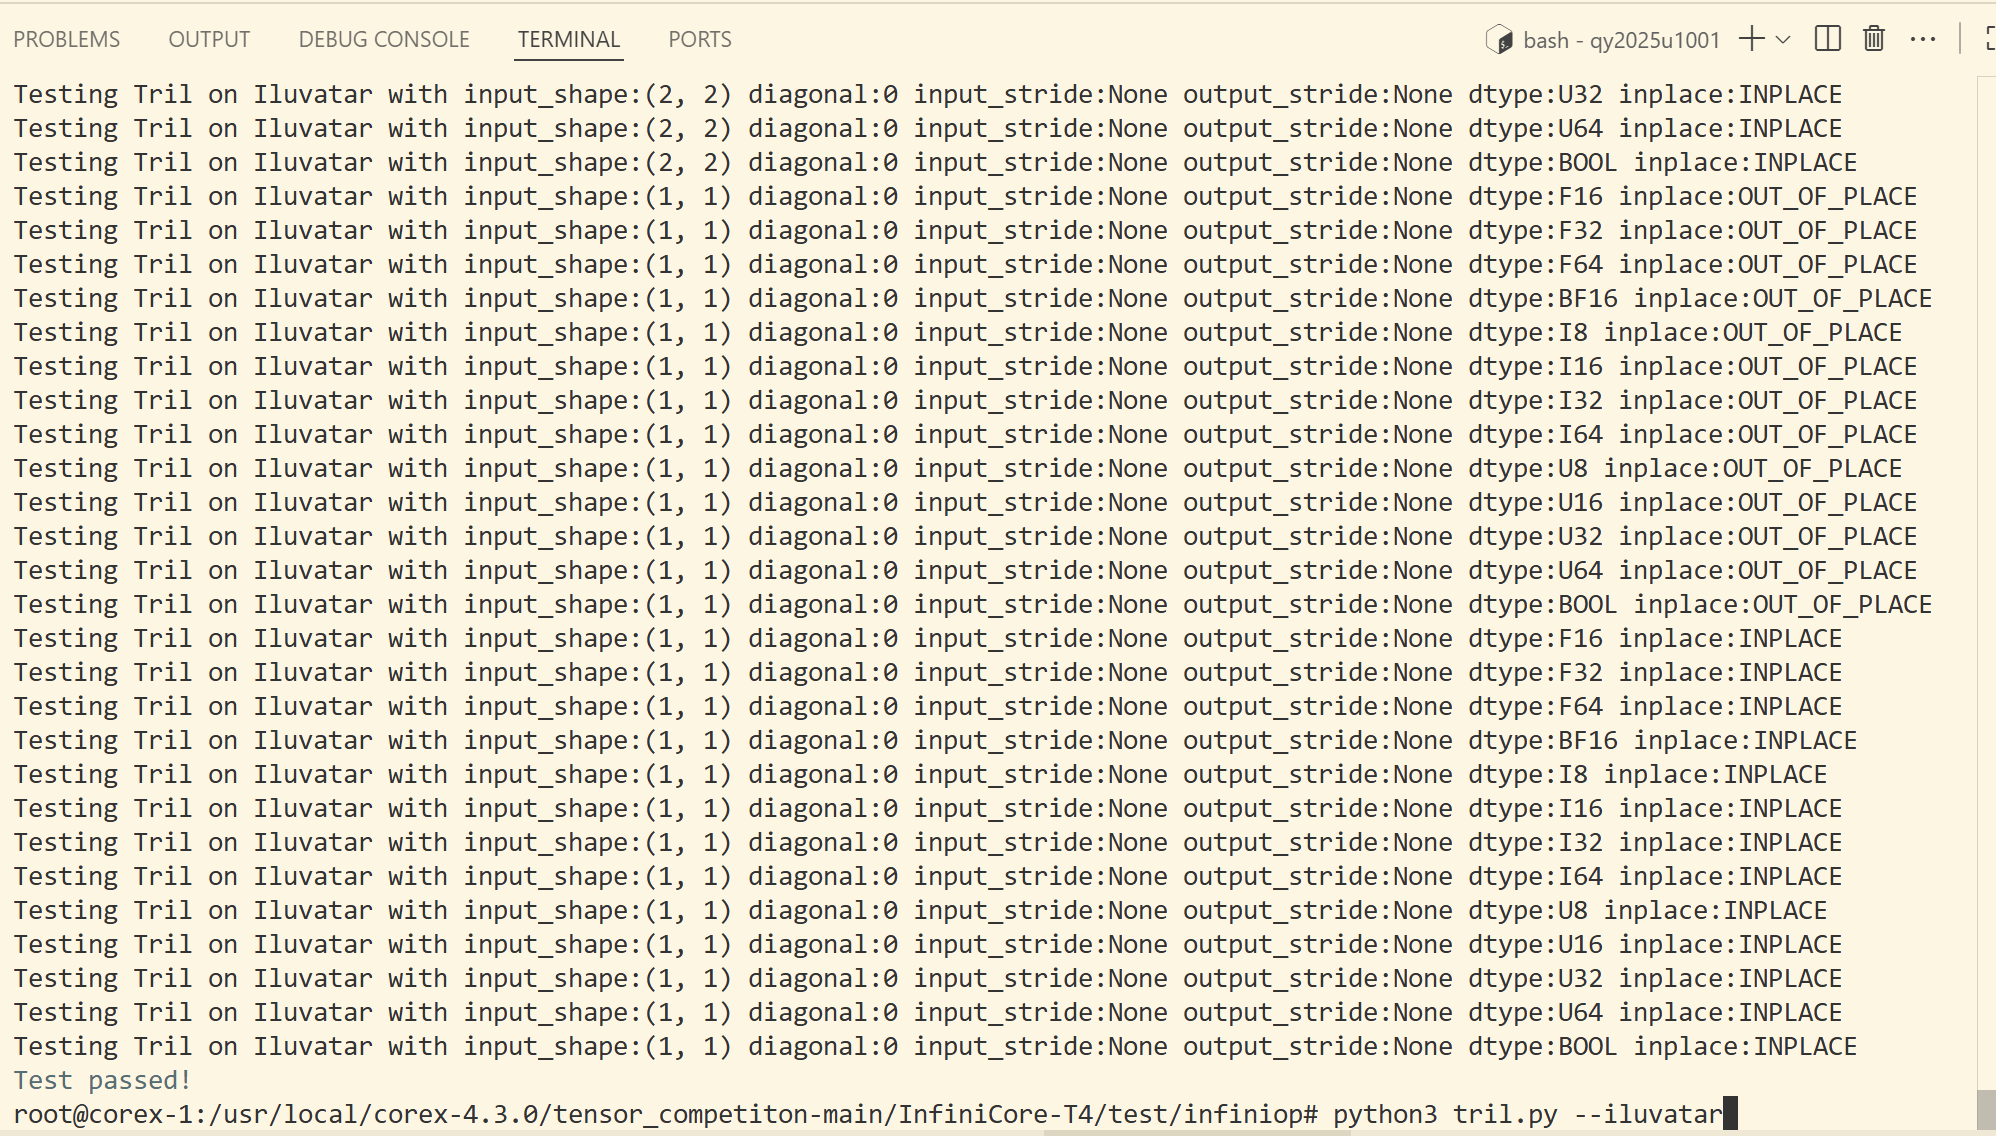 PROBLEMS OUTPUT DEBUG CONSOLE TERMINAL PORTS bash - qy2025u1001
Testing Tril on Iluvatar with input_shape:(2, 2) diagonal:0 input_stride:None output_stride:None dtype:U32 inplace:INPLACE
Testing Tril on Iluvatar with input_shape:(2, 2) diagonal:0 input_stride:None output_stride:None dtype:U64 inplace:INPLACE
Testing Tril on Iluvatar with input_shape:(2, 2) diagonal:0 input_stride:None output_stride:None dtype:BOOL inplace:INPLACE
Testing Tril on Iluvatar with input_shape:(1, 1) diagonal:0 input_stride:None output_stride:None dtype:F16 inplace:OUT_OF_PLACE
Testing Tril on Iluvatar with input_shape:(1, 1) diagonal:0 input_stride:None output_stride:None dtype:F32 inplace:OUT_OF_PLACE
Testing Tril on Iluvatar with input_shape:(1, 1) diagonal:0 input_stride:None output_stride:None dtype:F64 inplace:OUT_OF_PLACE
Testing Tril on Iluvatar with input_shape:(1, 1) diagonal:0 input_stride:None output_stride:None dtype:BF16 inplace:OUT_OF_PLACE
Testing Tril on Iluvatar with input_shape:(1, 1) diagonal:0 input_stride:None output_stride:None dtype:I8 inplace:OUT_OF_PLACE
Testing Tril on Iluvatar with input_shape:(1, 1) diagonal:0 input_stride:None output_stride:None dtype:I16 inplace:OUT_OF_PLACE
Testing Tril on Iluvatar with input_shape:(1, 1) diagonal:0 input_stride:None output_stride:None dtype:I32 inplace:OUT_OF_PLACE
Testing Tril on Iluvatar with input_shape:(1, 1) diagonal:0 input_stride:None output_stride:None dtype:I64 inplace:OUT_OF_PLACE
Testing Tril on Iluvatar with input_shape:(1, 1) diagonal:0 input_stride:None output_stride:None dtype:U8 inplace:OUT_OF_PLACE
Testing Tril on Iluvatar with input_shape:(1, 1) diagonal:0 input_stride:None output_stride:None dtype:U16 inplace:OUT_OF_PLACE
Testing Tril on Iluvatar with input_shape:(1, 1) diagonal:0 input_stride:None output_stride:None dtype:U32 inplace:OUT_OF_PLACE
Testing Tril on Iluvatar with input_shape:(1, 1) diagonal:0 input_stride:None output_stride:None dtype:U64 inplace:OUT_OF_PLACE
Testing Tril on Iluvatar with input_shape:(1, 1) diagonal:0 input_stride:None output_stride:None dtype:BOOL inplace:OUT_OF_PLACE
Testing Tril on Iluvatar with input_shape:(1, 1) diagonal:0 input_stride:None output_stride:None dtype:F16 inplace:INPLACE
Testing Tril on Iluvatar with input_shape:(1, 1) diagonal:0 input_stride:None output_stride:None dtype:F32 inplace:INPLACE
Testing Tril on Iluvatar with input_shape:(1, 1) diagonal:0 input_stride:None output_stride:None dtype:F64 inplace:INPLACE
Testing Tril on Iluvatar with input_shape:(1, 1) diagonal:0 input_stride:None output_stride:None dtype:BF16 inplace:INPLACE
Testing Tril on Iluvatar with input_shape:(1, 1) diagonal:0 input_stride:None output_stride:None dtype:I8 inplace:INPLACE
Testing Tril on Iluvatar with input_shape:(1, 1) diagonal:0 input_stride:None output_stride:None dtype:I16 inplace:INPLACE
Testing Tril on Iluvatar with input_shape:(1, 1) diagonal:0 input_stride:None output_stride:None dtype:I32 inplace:INPLACE
Testing Tril on Iluvatar with input_shape:(1, 1) diagonal:0 input_stride:None output_stride:None dtype:I64 inplace:INPLACE
Testing Tril on Iluvatar with input_shape:(1, 1) diagonal:0 input_stride:None output_stride:None dtype:U8 inplace:INPLACE
Testing Tril on Iluvatar with input_shape:(1, 1) diagonal:0 input_stride:None output_stride:None dtype:U16 inplace:INPLACE
Testing Tril on Iluvatar with input_shape:(1, 1) diagonal:0 input_stride:None output_stride:None dtype:U32 inplace:INPLACE
Testing Tril on Iluvatar with input_shape:(1, 1) diagonal:0 input_stride:None output_stride:None dtype:U64 inplace:INPLACE
Testing Tril on Iluvatar with input_shape:(1, 1) diagonal:0 input_stride:None output_stride:None dtype:BOOL inplace:INPLACE
Test passed!
root@corex-1:/usr/local/corex-4.3.0/tensor_competiton-main/InfiniCore-T4/test/infiniop# python3 tril.py --iluvatar